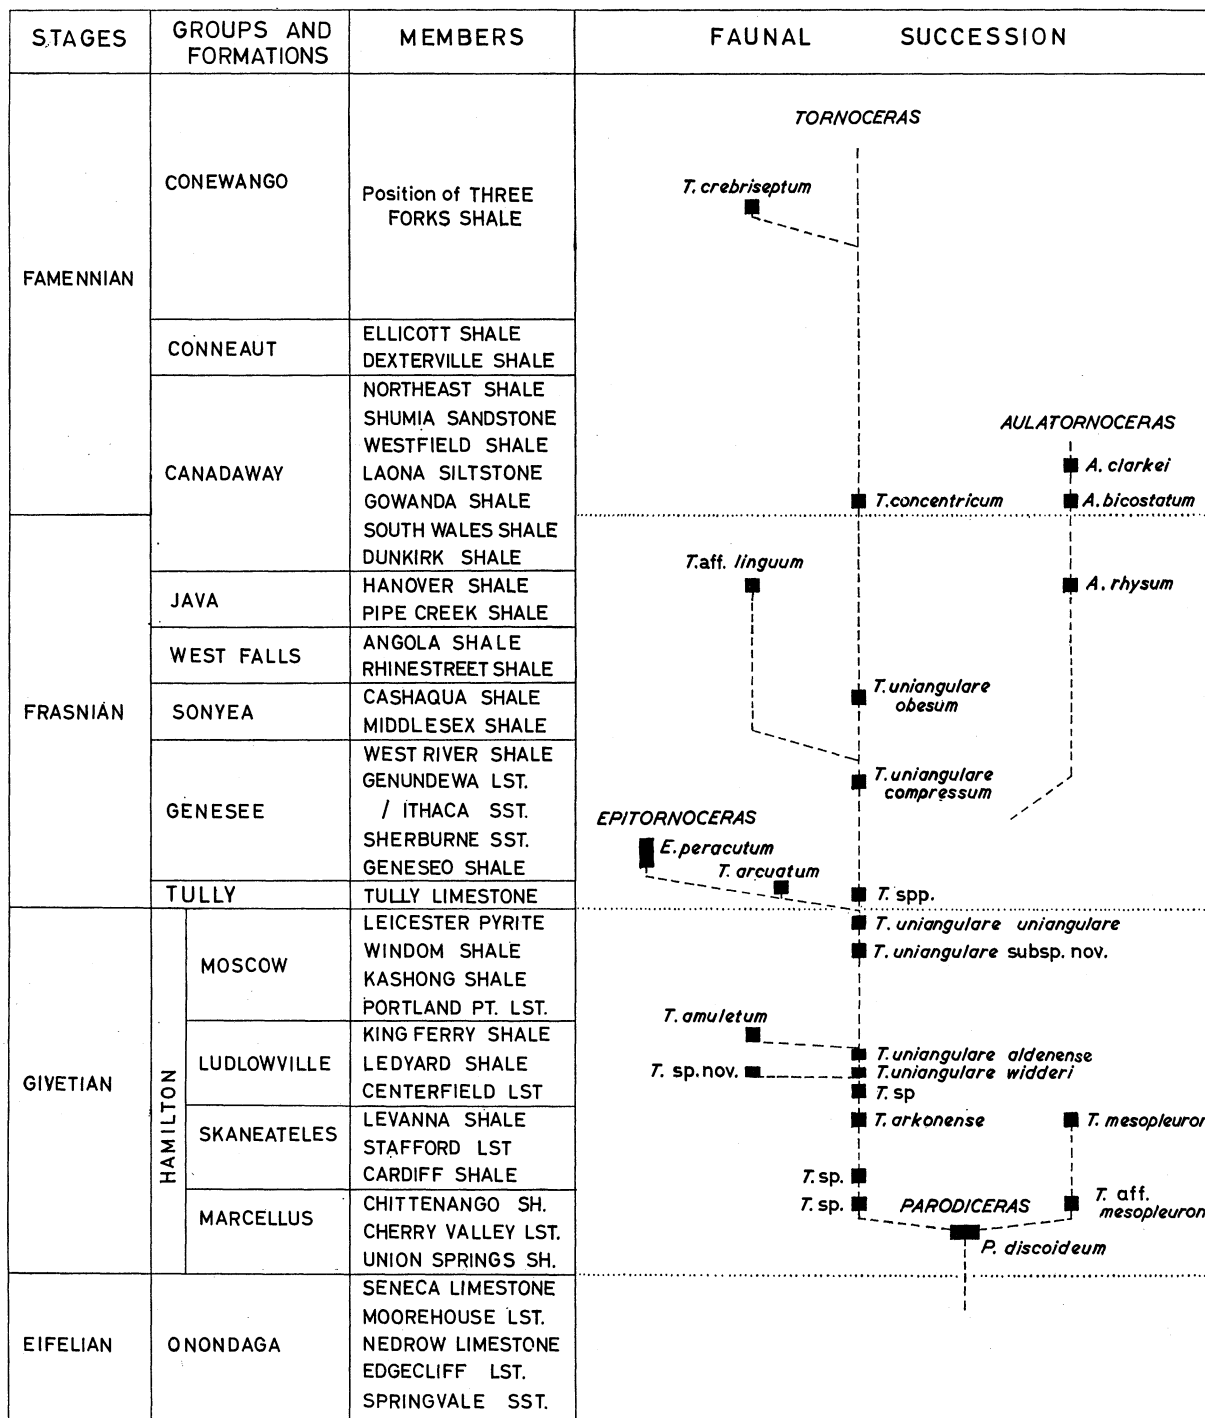 STAGES
GROUPS AND
FORMATIONS
MEMBERS
FAUNAL SUCCESSION
FAMENNIAN
CONEWANGO
Position of THREE
FORKS SHALE
CONNEAUT
ELLICOTT SHALE
DEXTERVILLE SHALE
CANADAWAY
NORTHEAST SHALE
SHUMIA SANDSTONE
WESTFIELD SHALE
LAONA SILTSTONE
GOWANDA SHALE
SOUTH WALES SHALE
DUNKIRK SHALE
FRASNIAN
JAVA
HANOVER SHALE
PIPE CREEK SHALE
WEST FALLS
ANGOLA SHALE
RHINESTREET SHALE
SONYEA
CASHAQUA SHALE
MIDDLESEX SHALE
GENESEE
WEST RIVER SHALE
GENUNDEWA LST.
/ ITHACA SST.
SHERBURNE SST.
GENESEO SHALE
TULLY
TULLY LIMESTONE
GIVETIAN
HAMILTON
MOSCOW
LEICESTER PYRITE
WINDOM SHALE
KASHONG SHALE
PORTLAND PT. LST.
LUDLOWVILLE
KING FERRY SHALE
LEDYARD SHALE
CENTERFIELD LST
SKANEATELES
LEVANNA SHALE
STAFFORD LST
CARDIFF SHALE
MARCELLUS
CHITTENANGO SH.
CHERRY VALLEY LST.
UNION SPRINGS SH.
EIFELIAN
ONONDAGA
SENECA LIMESTONE
MOOREHOUSE LST.
NEDROW LIMESTONE
EDGECLIFF LST.
SPRINGVALE SST.
TORNOCERAS
T. crebriseptum
AULATORNOCERAS
A. clarkei
T. concentricum
A. bicostatum
T. aff. linguum
A. rhysum
T. uniangulare
obesum
T. uniangulare
compressum
EPITORNOCERAS
E. peracutum
T. arcuatum
T. spp.
T. uniangulare uniangulare
T. uniangulare subsp. nov.
T. amuletum
T. uniangulare aldenense
T. sp. nov.
T. uniangulare widderi
T. sp
T. arkonense
T. mesopleuron
T. sp.
T. sp.
PARODICERAS
T. aff.
mesopleuron
P. discoideum